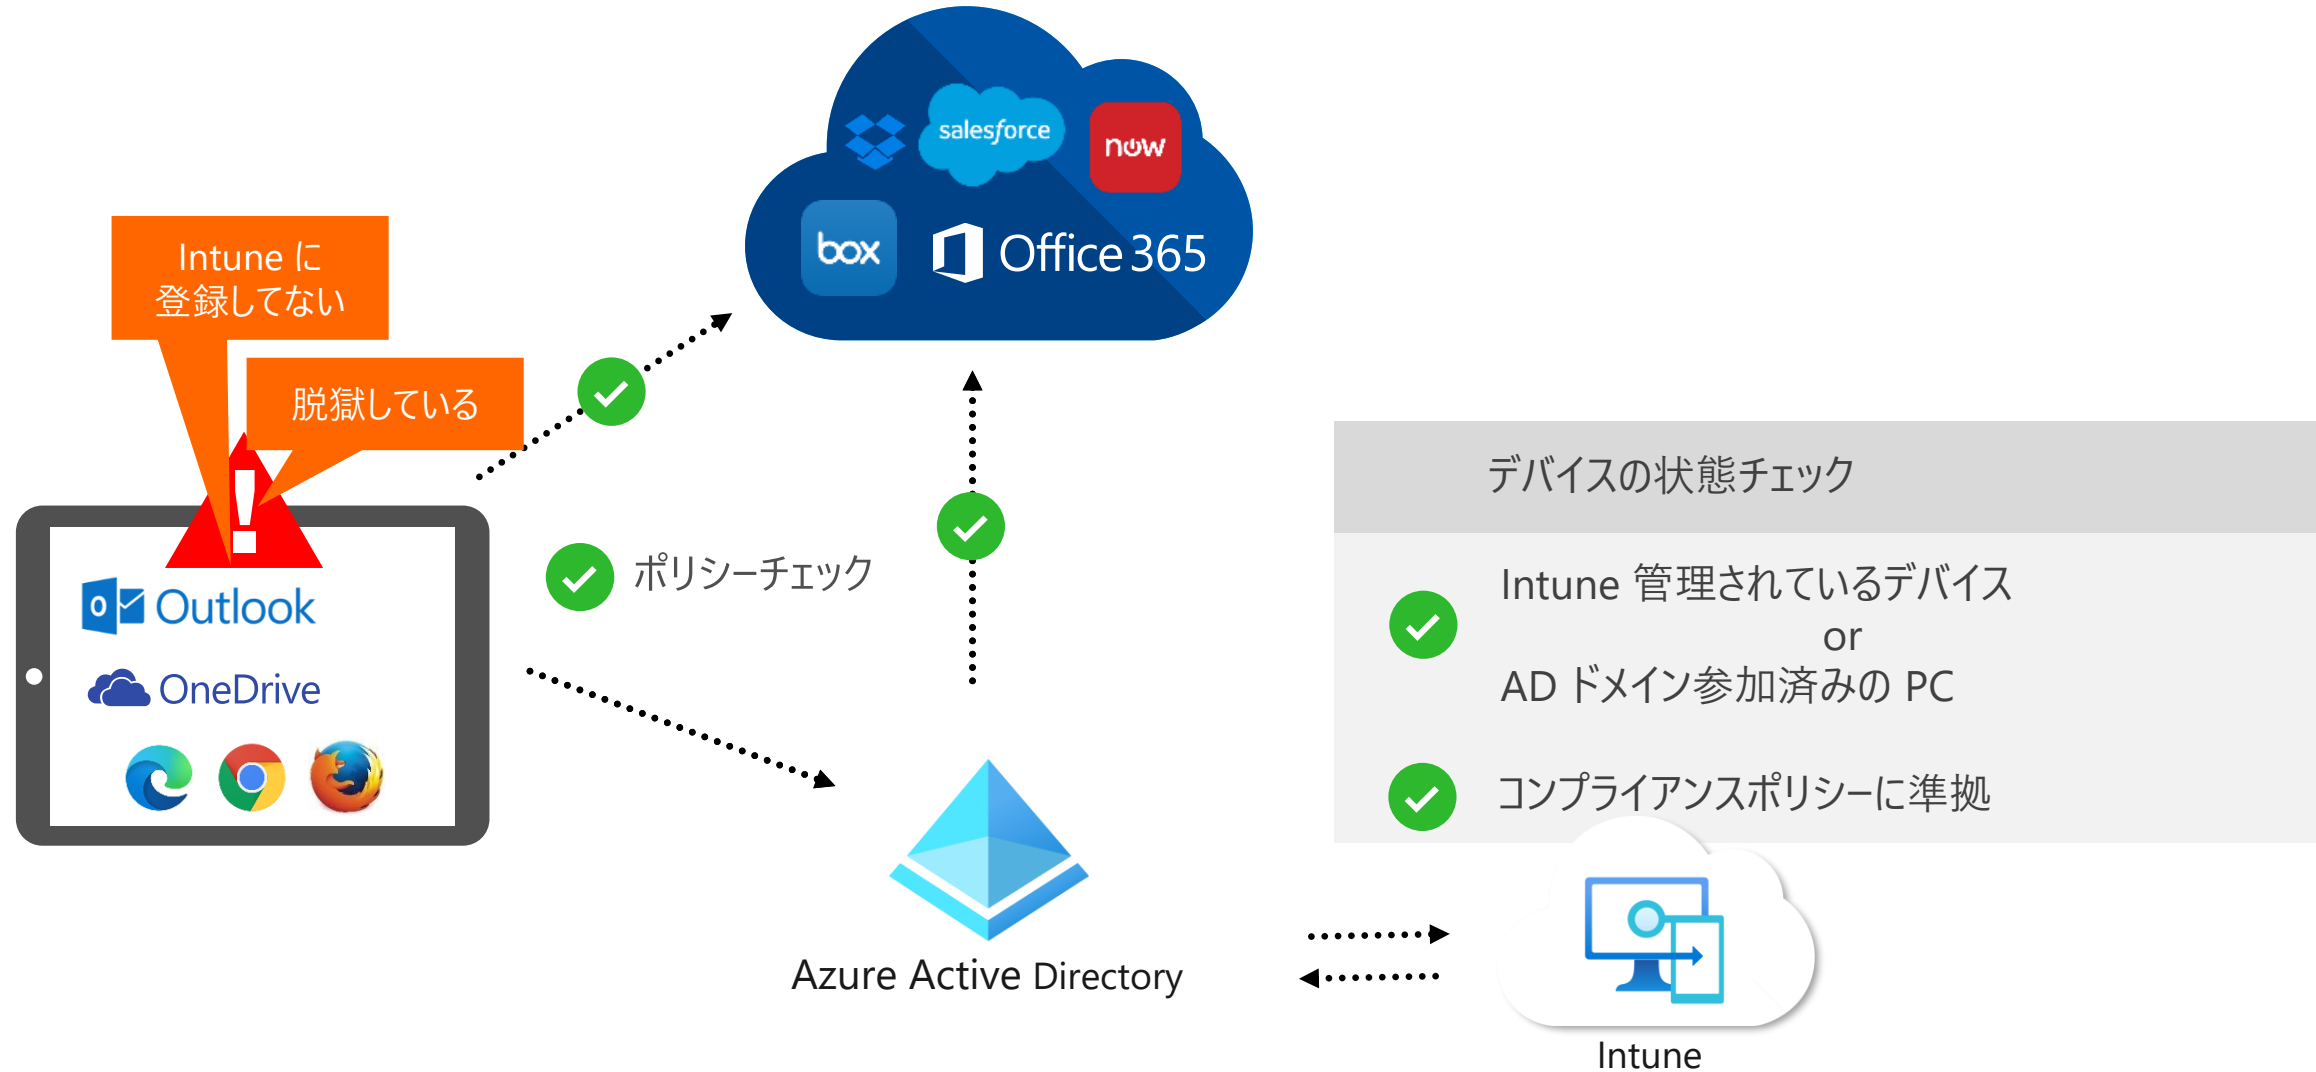 salesforce
now
box
Office 365
Intune に
登録してない
脱獄している
!
Outlook
OneDrive
ポリシーチェック
デバイスの状態チェック
Intune 管理されているデバイス
or
AD ドメイン参加済みの PC
コンプライアンスポリシーに準拠
Azure Active Directory
Intune